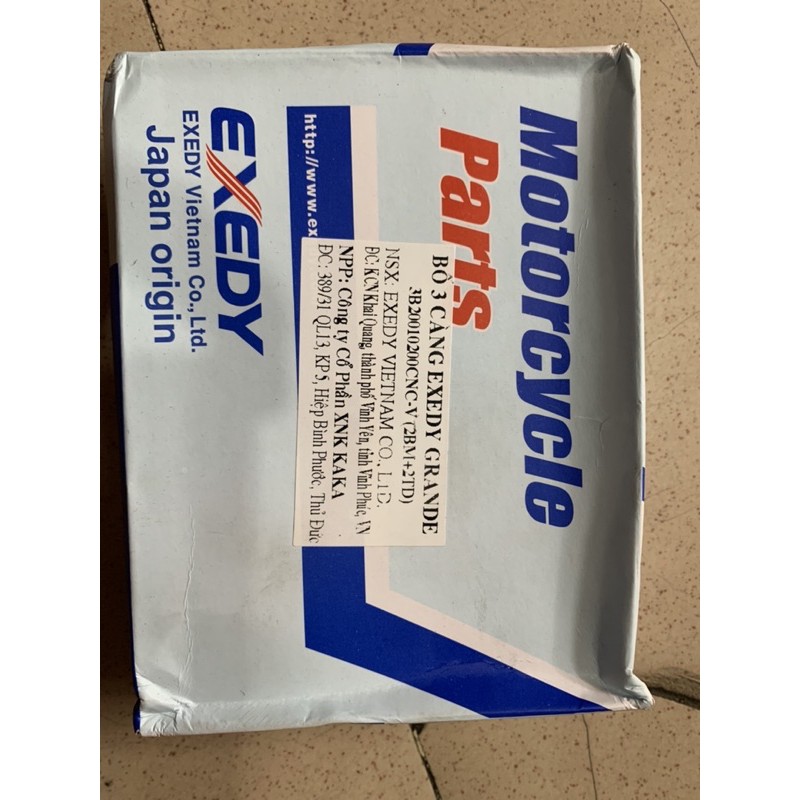 Motorcycle
Parts
http://www.ex
EXEDY
EXEDY Vietnam Co., Ltd.
Japan origin
BỐ 3 CÀNG EXEDY GRANDE
3B20010200CNC-V (2BM+2TD)
NSX: EXEDY VIETNAM CO., LTD.
ĐC: KCN Khai Quang, thành phố Vĩnh Yên, tỉnh Vĩnh Phúc, VN
NPP: Công ty Cổ Phần XNK KAKA
ĐC: 389/31 QL13, KP5, Hiệp Bình Phước, Thủ Đức